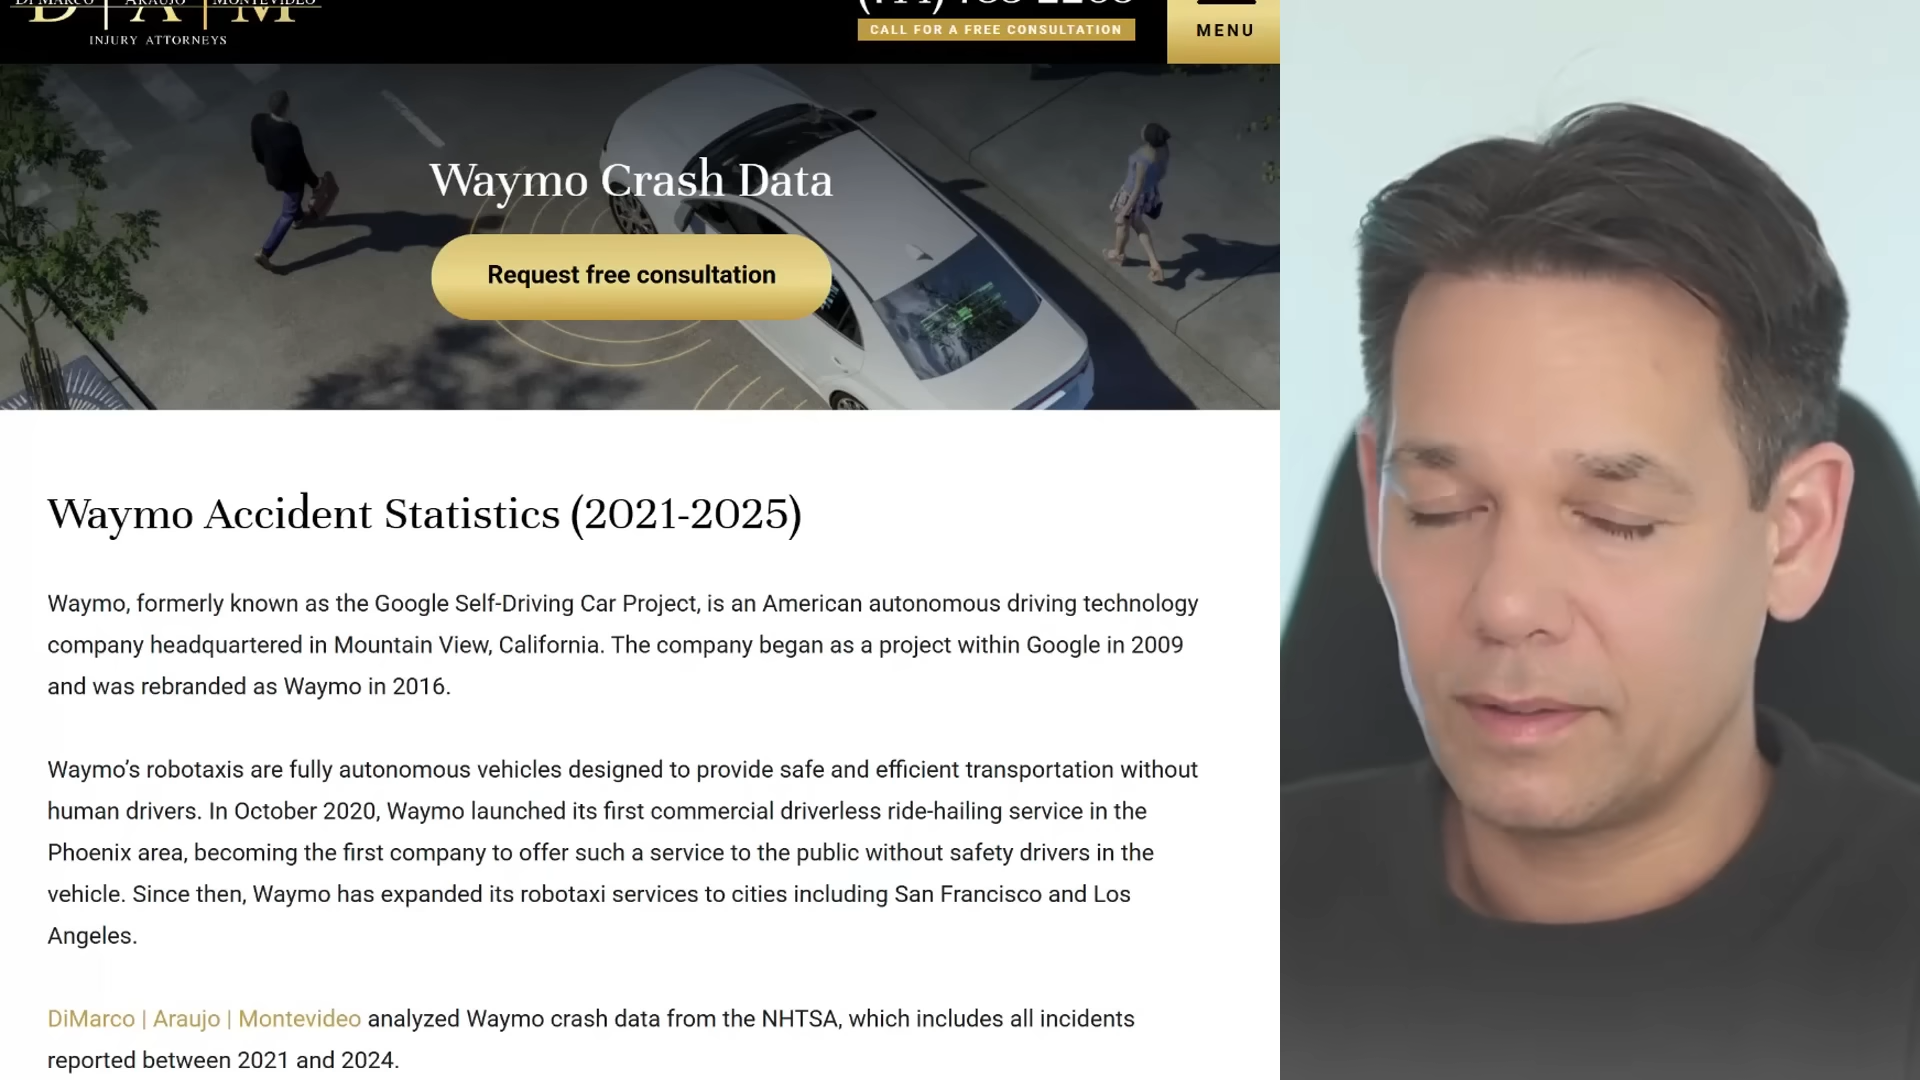 DI MARCO | ARAUJO | MONTEVIDEO
D | A | M
INJURY ATTORNEYS
CALL FOR A FREE CONSULTATION
MENU
Waymo Crash Data
Request free consultation
Waymo Accident Statistics (2021-2025)
Waymo, formerly known as the Google Self-Driving Car Project, is an American autonomous driving technology
company headquartered in Mountain View, California. The company began as a project within Google in 2009
and was rebranded as Waymo in 2016.
Waymo’s robotaxis are fully autonomous vehicles designed to provide safe and efficient transportation without
human drivers. In October 2020, Waymo launched its first commercial driverless ride-hailing service in the
Phoenix area, becoming the first company to offer such a service to the public without safety drivers in the
vehicle. Since then, Waymo has expanded its robotaxi services to cities including San Francisco and Los
Angeles.
DiMarco | Araujo | Montevideo analyzed Waymo crash data from the NHTSA, which includes all incidents
reported between 2021 and 2024.